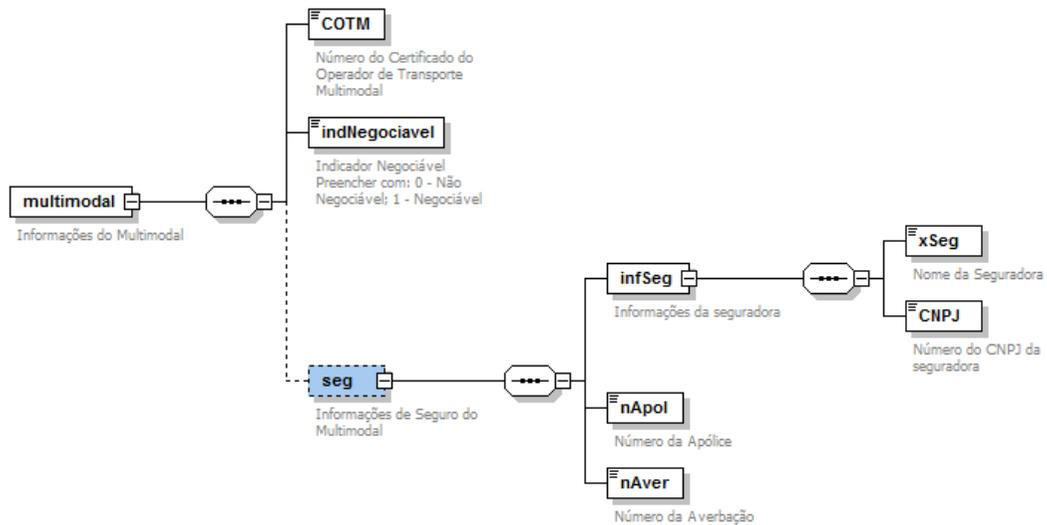 COTM
Número do Certificado do
Operador de Transporte
Multimodal
indNegociavel
Indicador Negociável
Preencher com: 0 - Não
Negociável; 1 - Negociável
multimodal
Informações do Multimodal
seg
Informações de Seguro do
Multimodal
infSeg
Informações da seguradora
xSeg
Nome da Seguradora
CNPJ
Número do CNPJ da
seguradora
nApol
Número da Apólice
nAver
Número da Averbação